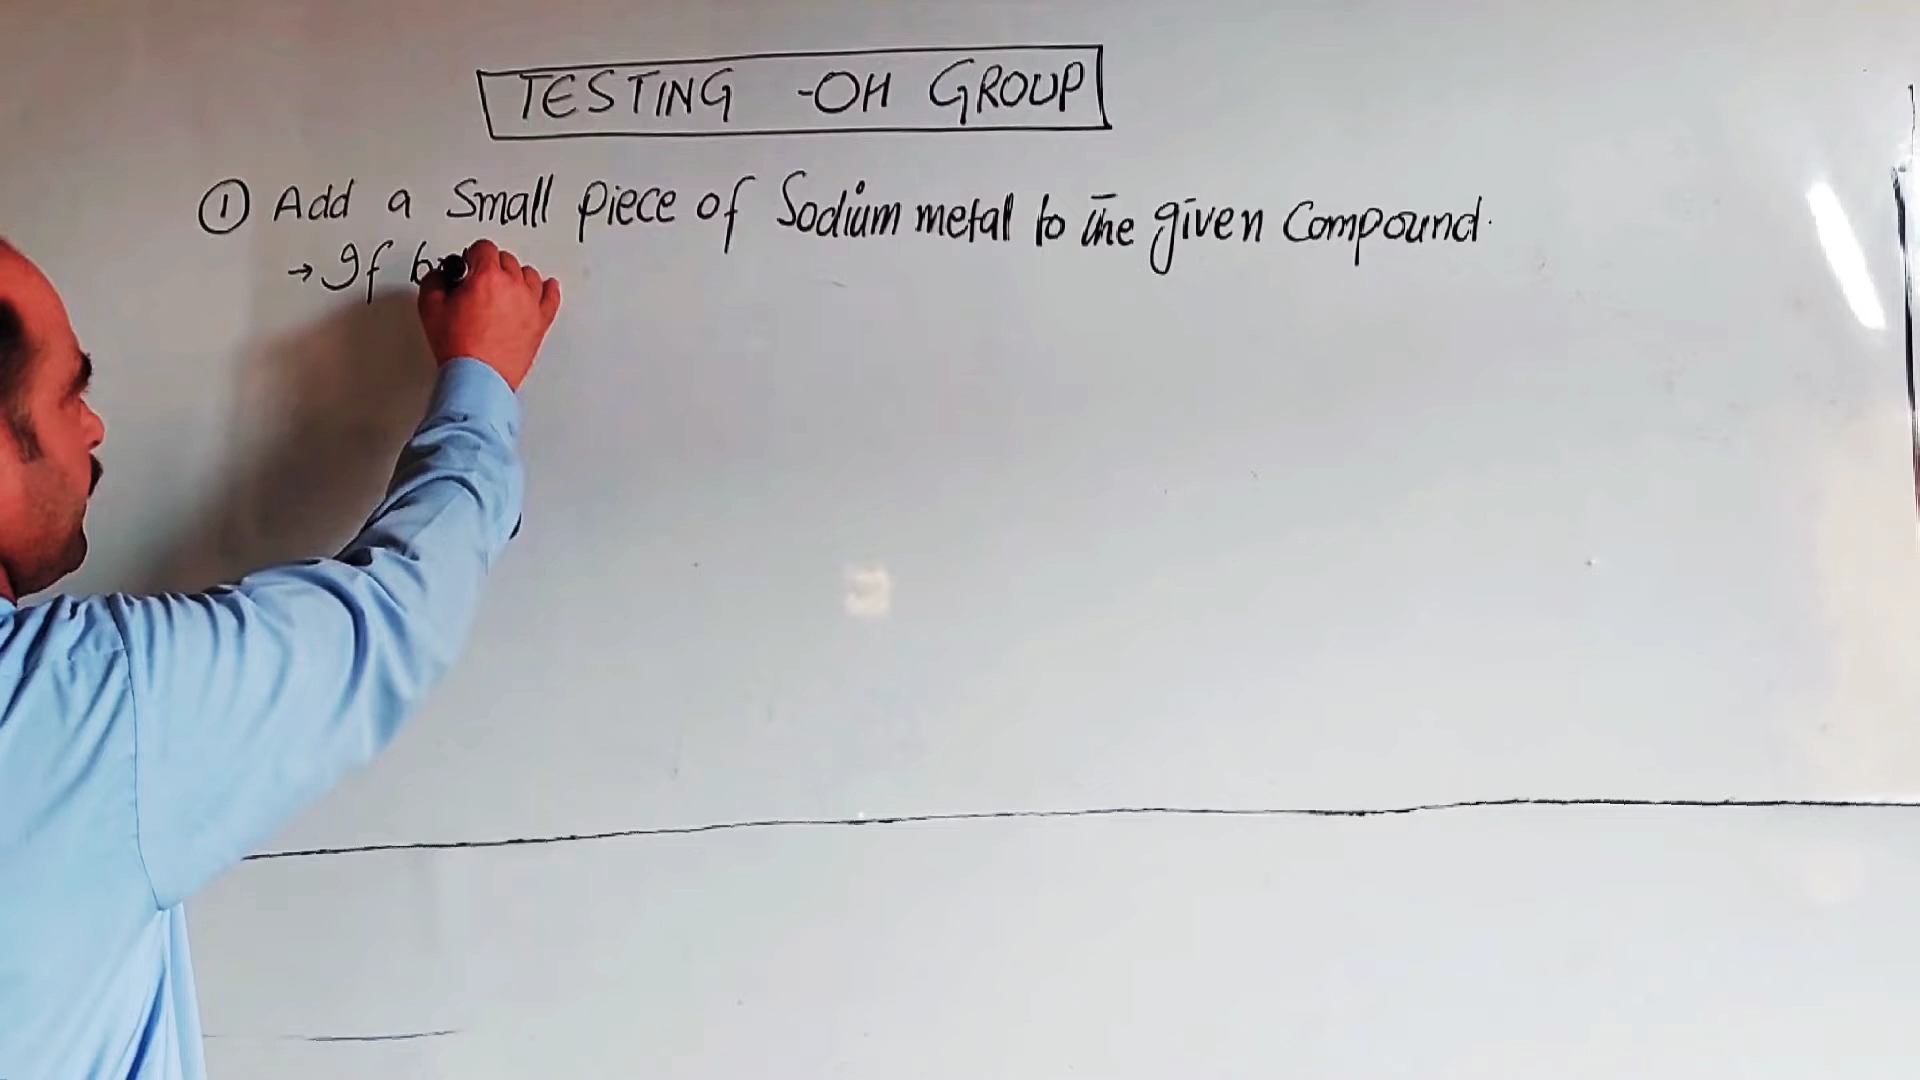 TESTING -OH GROUP
① Add a Small piece of Sodium metal to the given Compound.
→ If